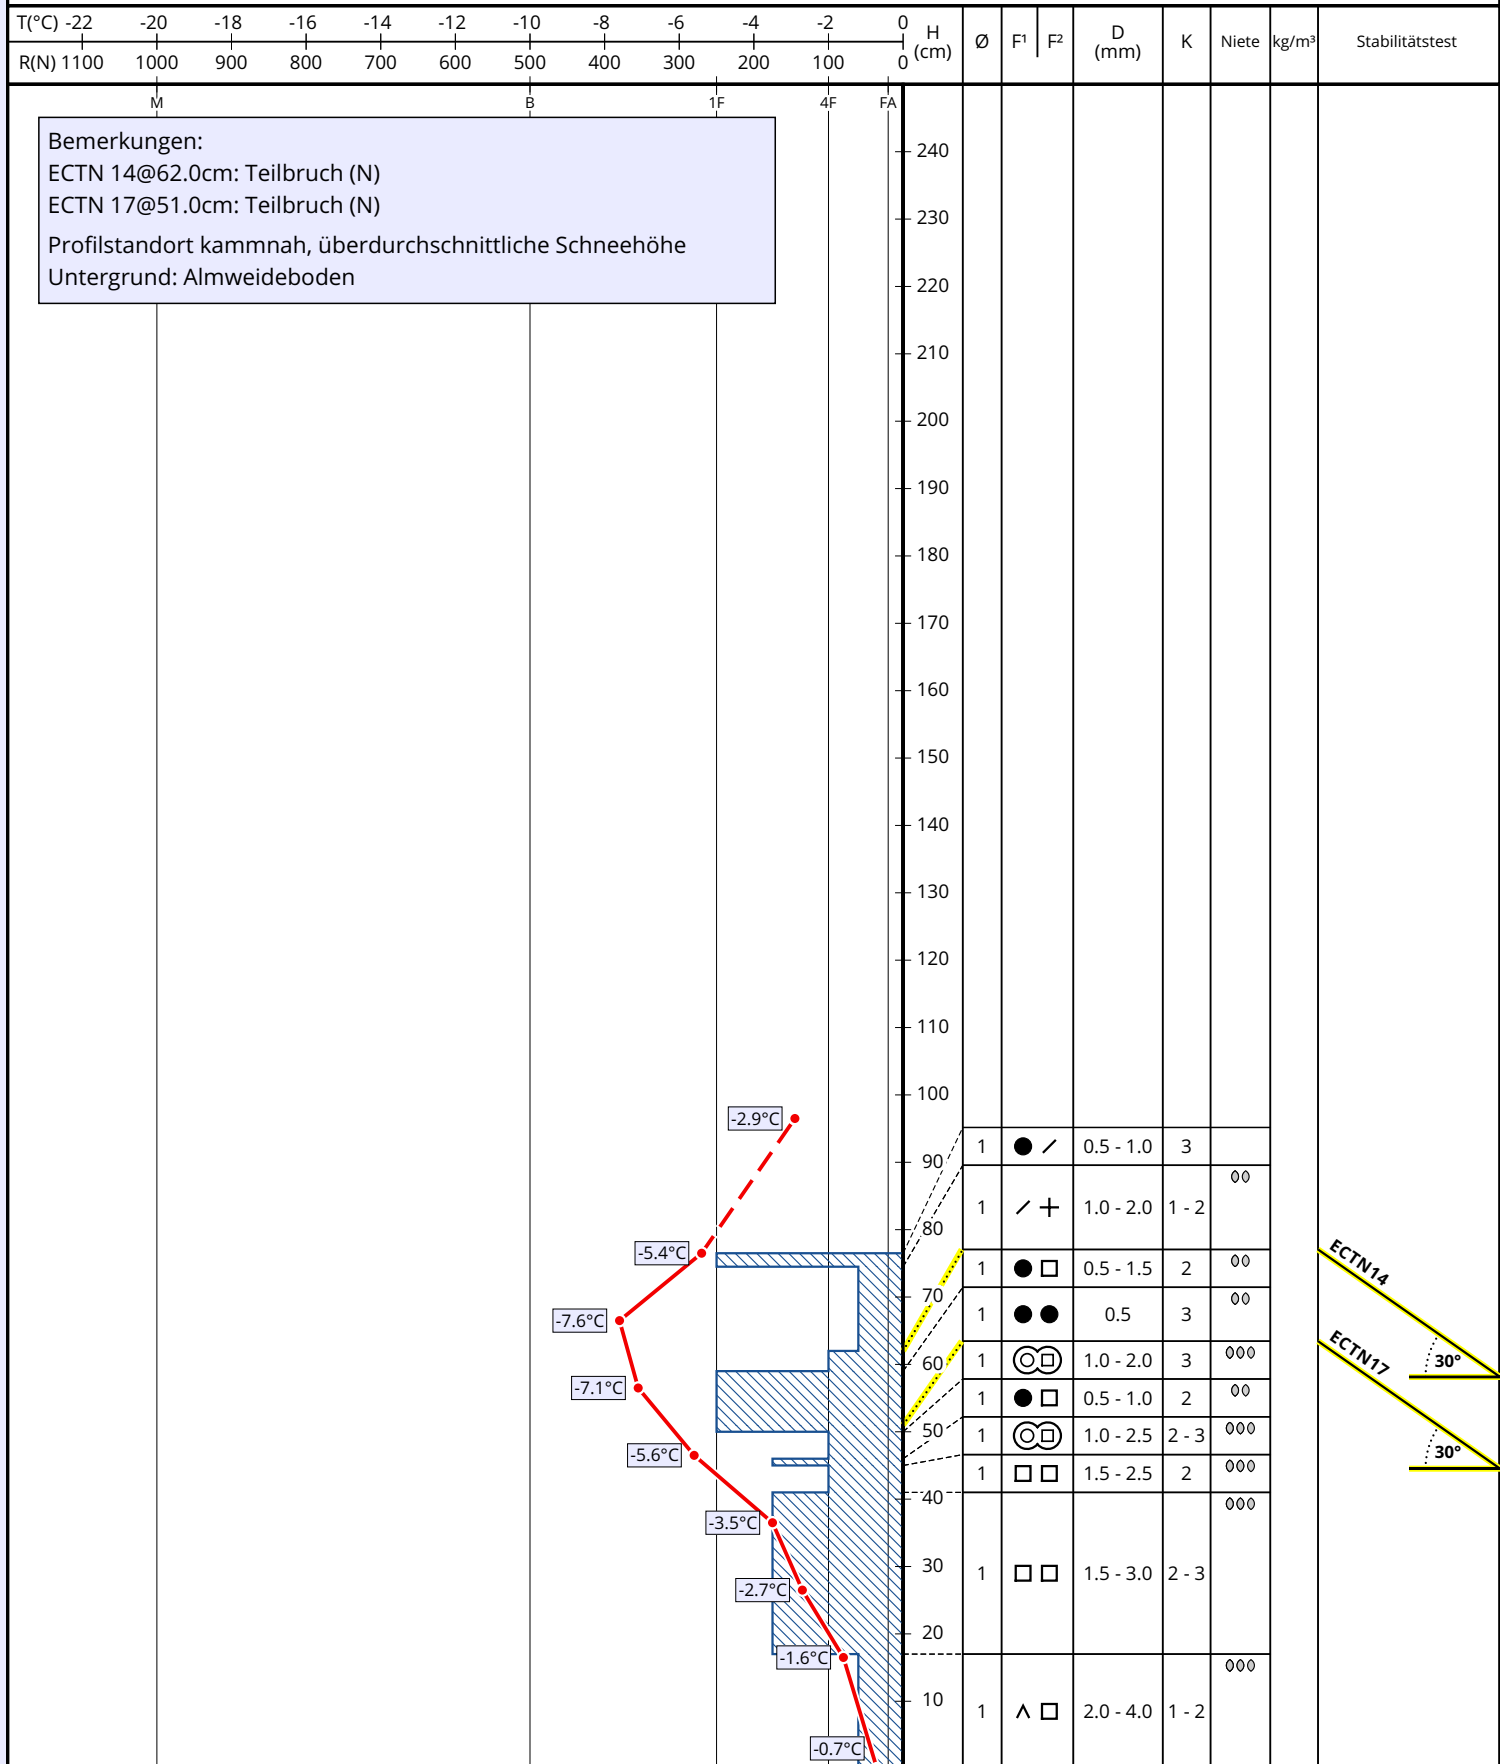 T(°C) -22 -20 -18 -16 -14 -12 -10 -8 -6 -4 -2 0
R(N) 1100 1000 900 800 700 600 500 400 300 200 100 0
H (cm) Ø F¹ F² D (mm) K Niete kg/m³ Stabilitätstest
M B 1F 4F FA
Bemerkungen:
ECTN 14@62.0cm: Teilbruch (N)
ECTN 17@51.0cm: Teilbruch (N)
Profilstandort kammnah, überdurchschnittliche Schneehöhe
Untergrund: Almweideboden
240
230
220
210
200
190
180
170
160
150
140
130
120
110
100
-2.9°C
1 0.5 - 1.0 3
90
1 1.0 - 2.0 1 - 2
80
-5.4°C
1 0.5 - 1.5 2
ECTN14
70
1 0.5 3
-7.6°C
60
1 1.0 - 2.0 3
30°
ECTN17
-7.1°C
1 0.5 - 1.0 2
50
1 1.0 - 2.5 2 - 3
30°
-5.6°C
1 1.5 - 2.5 2
40
-3.5°C
30
1 1.5 - 3.0 2 - 3
-2.7°C
20
-1.6°C
10
1 2.0 - 4.0 1 - 2
-0.7°C